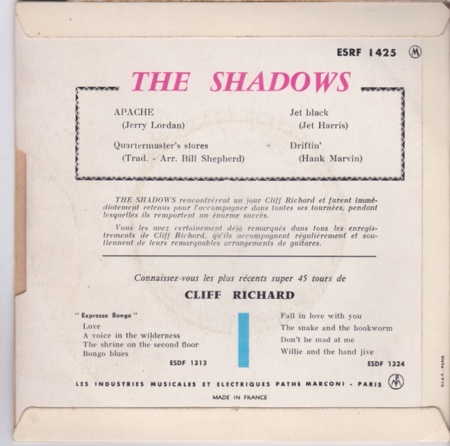 ESRF 1425 M
THE SHADOWS
APACHE
(Jerry Lordan)
Quartermaster's stores
(Trad. - Arr. Bill Shepherd)
Jet black
(Jet Harris)
Driftin'
(Hank Marvin)
THE SHADOWS rencontrèrent un jour Cliff Richard et furent immé-
diatement retenus pour l'accompagner dans toutes ses tournées, pendant
lesquelles ils remportent un énorme succès.
Vous les avez certainement déjà remarqués dans tous les enregis-
trements de Cliff Richard, qu'ils accompagnent régulièrement et sou-
tiennent de leurs remarquables arrangements de guitares.
Connaissez-vous les plus récents super 45 tours de
CLIFF RICHARD
" Expresso Bongo "
Love
A voice in the wilderness
The shrine on the second floor
Bongo blues
ESDF 1313
Fall in love with you
The snake and the bookworm
Don't be mad at me
Willie and the hand jive
ESDF 1324
LES INDUSTRIES MUSICALES ET ELECTRIQUES PATHE MARCONI - PARIS M
MADE IN FRANCE